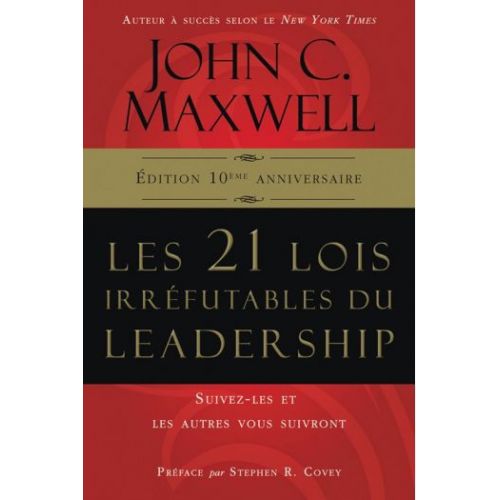 Auteur à succès selon le New York Times
John C.
Maxwell
Édition 10ème anniversaire
Les 21 lois
irréfutables du
leadership
Suivez-les et
les autres vous suivront
Préface par Stephen R. Covey